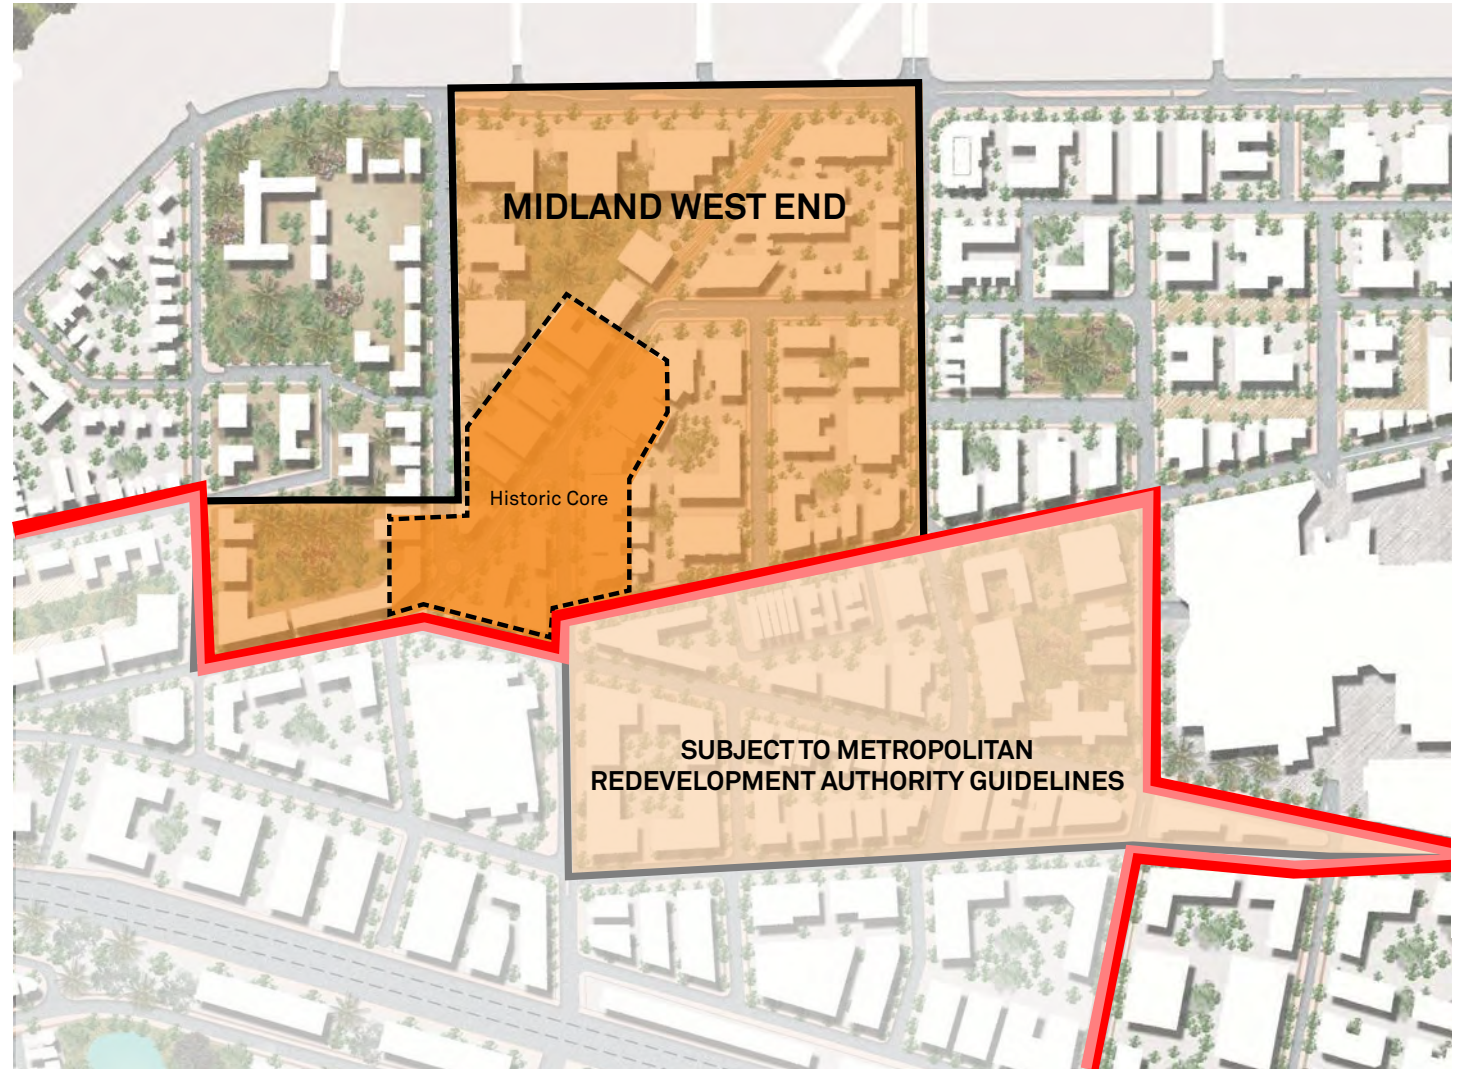 MIDLAND WEST END
Historic Core
SUBJECT TO METROPOLITAN
REDEVELOPMENT AUTHORITY GUIDELINES